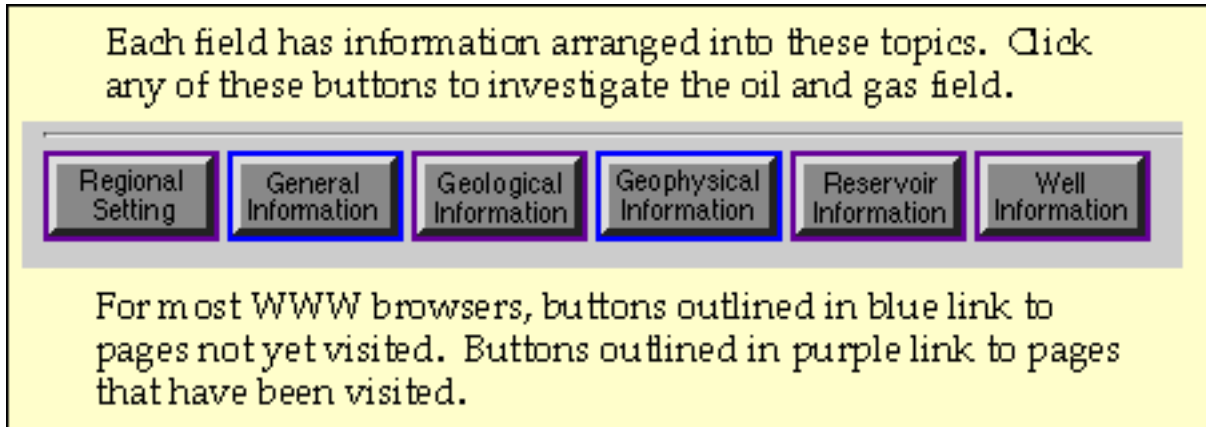 Each field has information arranged into these topics.  Click
any of these buttons to investigate the oil and gas field.
Regional
Setting
General
Information
Geological
Information
Geophysical
Information
Reservoir
Information
Well
Information
For most WWW browsers, buttons outlined in blue link to
pages not yet visited.  Buttons outlined in purple link to pages
that have been visited.